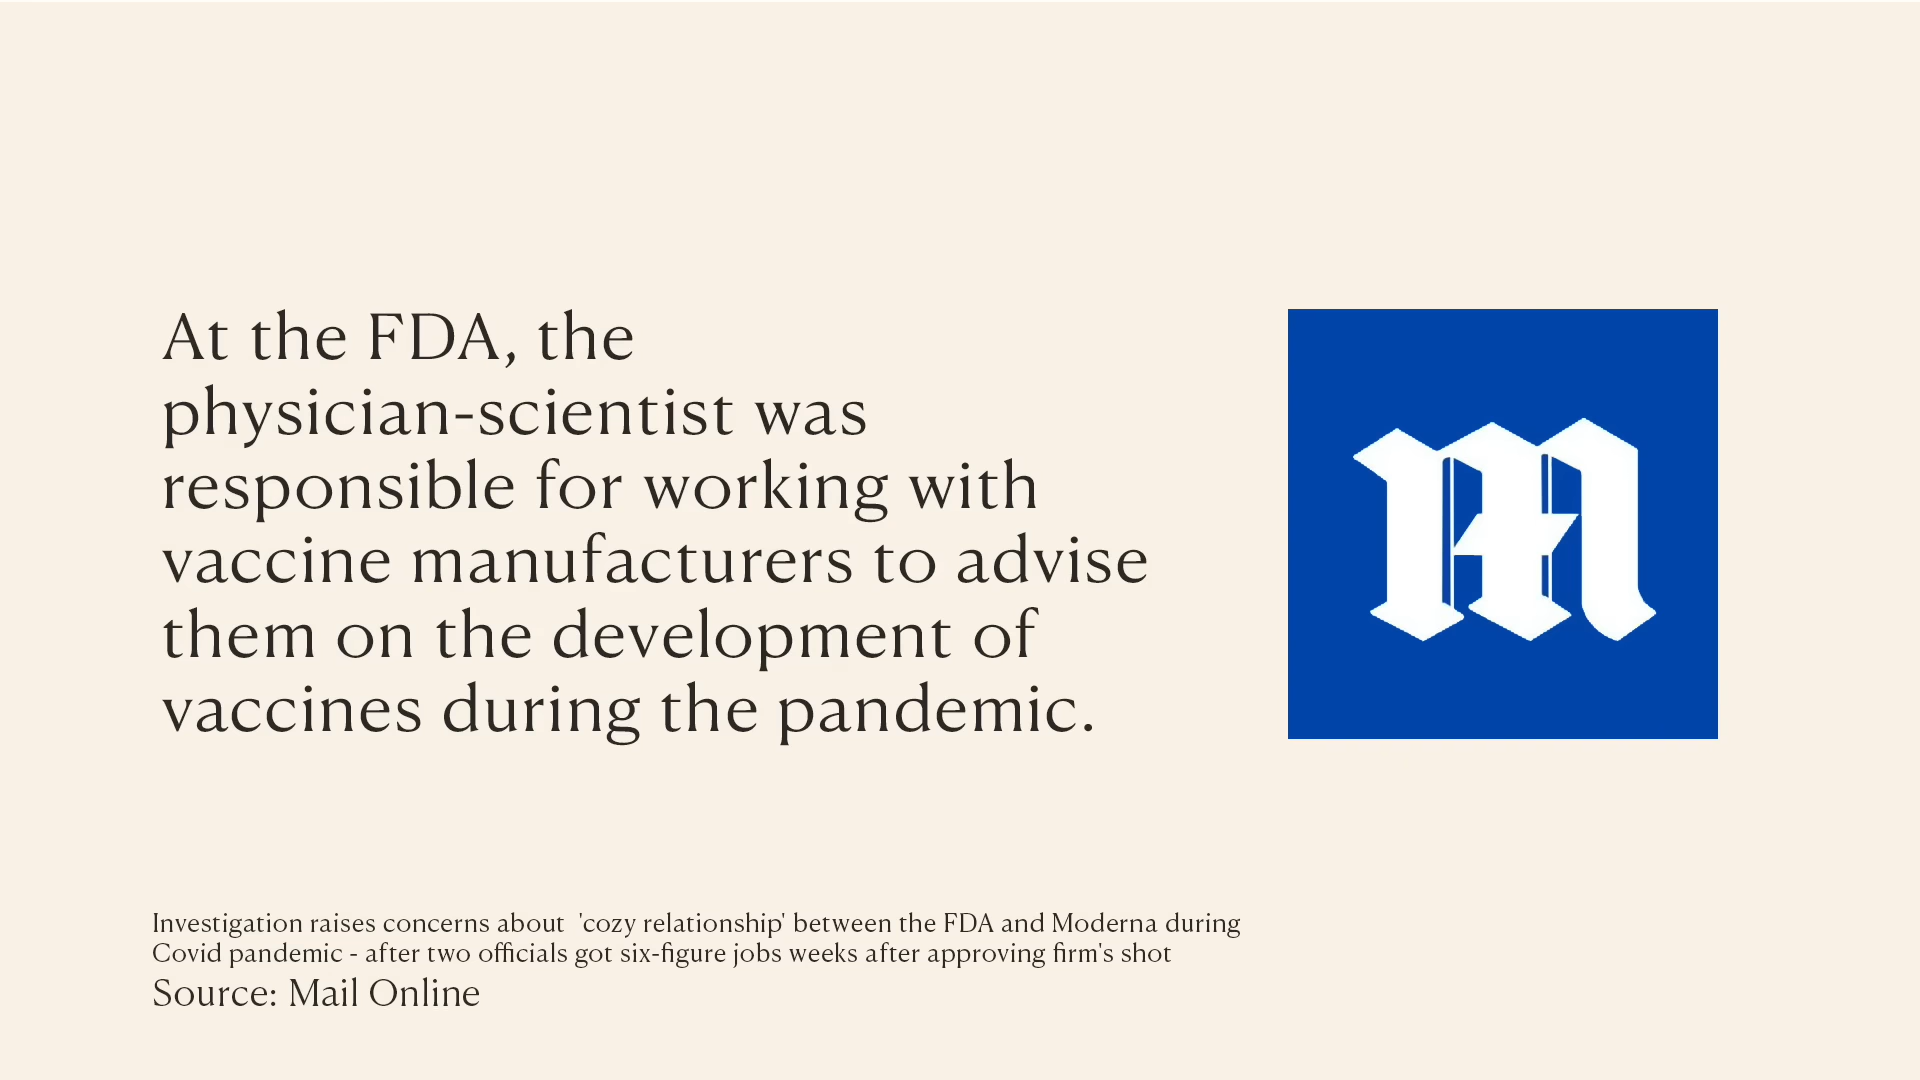 At the FDA, the
physician-scientist was
responsible for working with
vaccine manufacturers to advise
them on the development of
vaccines during the pandemic.
m
Investigation raises concerns about  'cozy relationship' between the FDA and Moderna during
Covid pandemic - after two officials got six-figure jobs weeks after approving firm's shot
Source: Mail Online